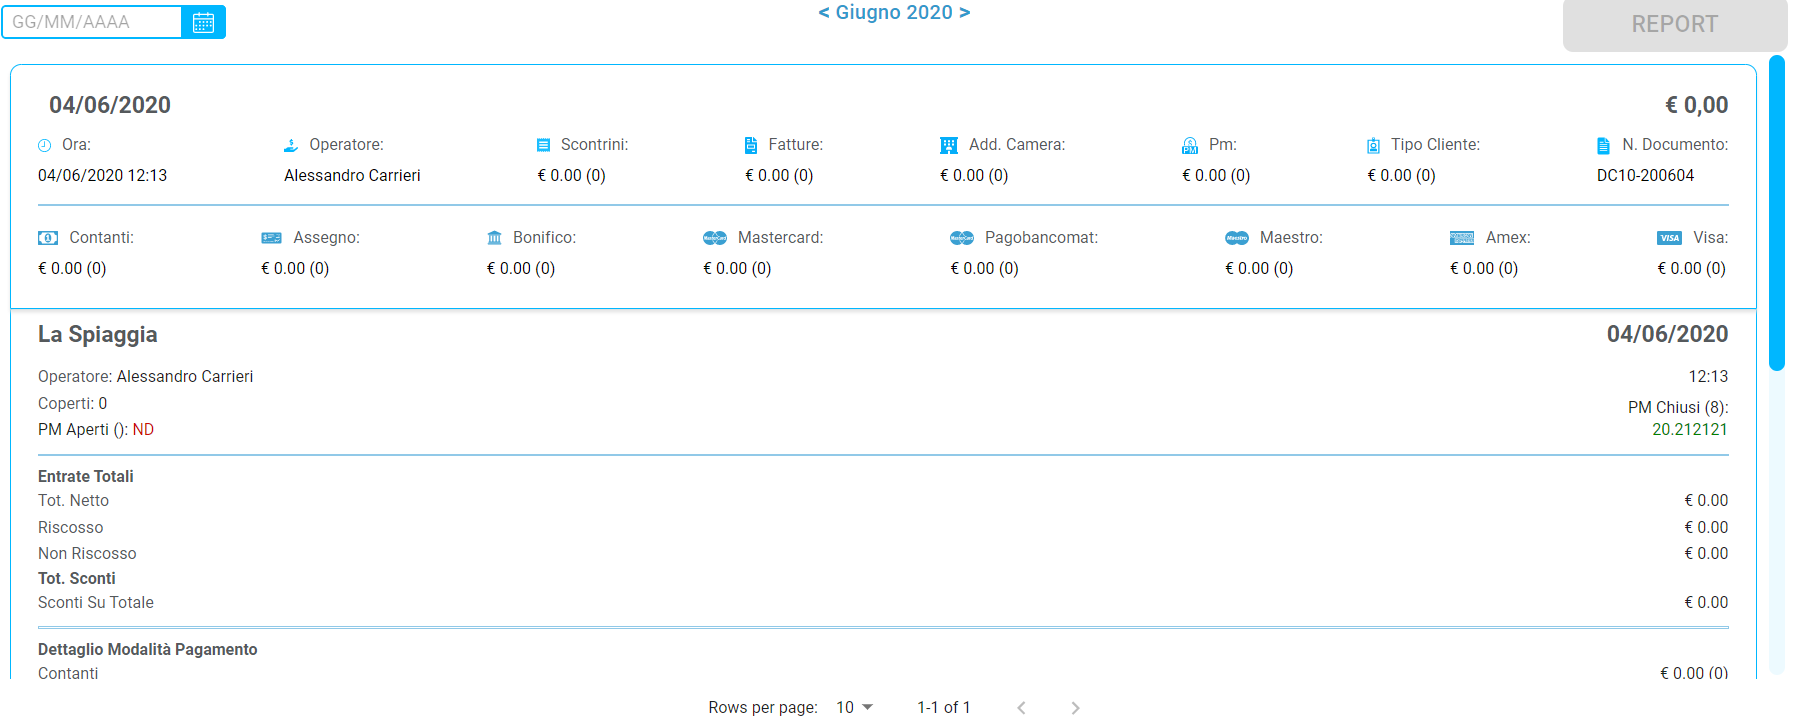 GG/MM/AAAA
< Giugno 2020 >
REPORT
04/06/2020 € 0,00
Ora: Operatore: Scontrini: Fatture: Add. Camera: Pm: Tipo Cliente: N. Documento:
04/06/2020 12:13 Alessandro Carrieri € 0.00 (0) € 0.00 (0) € 0.00 (0) € 0.00 (0) € 0.00 (0) DC10-200604
Contanti: Assegno: Bonifico: Mastercard: Pagobancomat: Maestro: Amex: Visa:
€ 0.00 (0) € 0.00 (0) € 0.00 (0) € 0.00 (0) € 0.00 (0) € 0.00 (0) € 0.00 (0) € 0.00 (0)
La Spiaggia 04/06/2020
Operatore: Alessandro Carrieri 12:13
Coperti: 0 PM Chiusi (8):
PM Aperti (): ND 20.212121
Entrate Totali
Tot. Netto € 0.00
Riscosso € 0.00
Non Riscosso € 0.00
Tot. Sconti
Sconti Su Totale € 0.00
Dettaglio Modalità Pagamento
Contanti € 0.00 (0)
Rows per page: 10 1-1 of 1